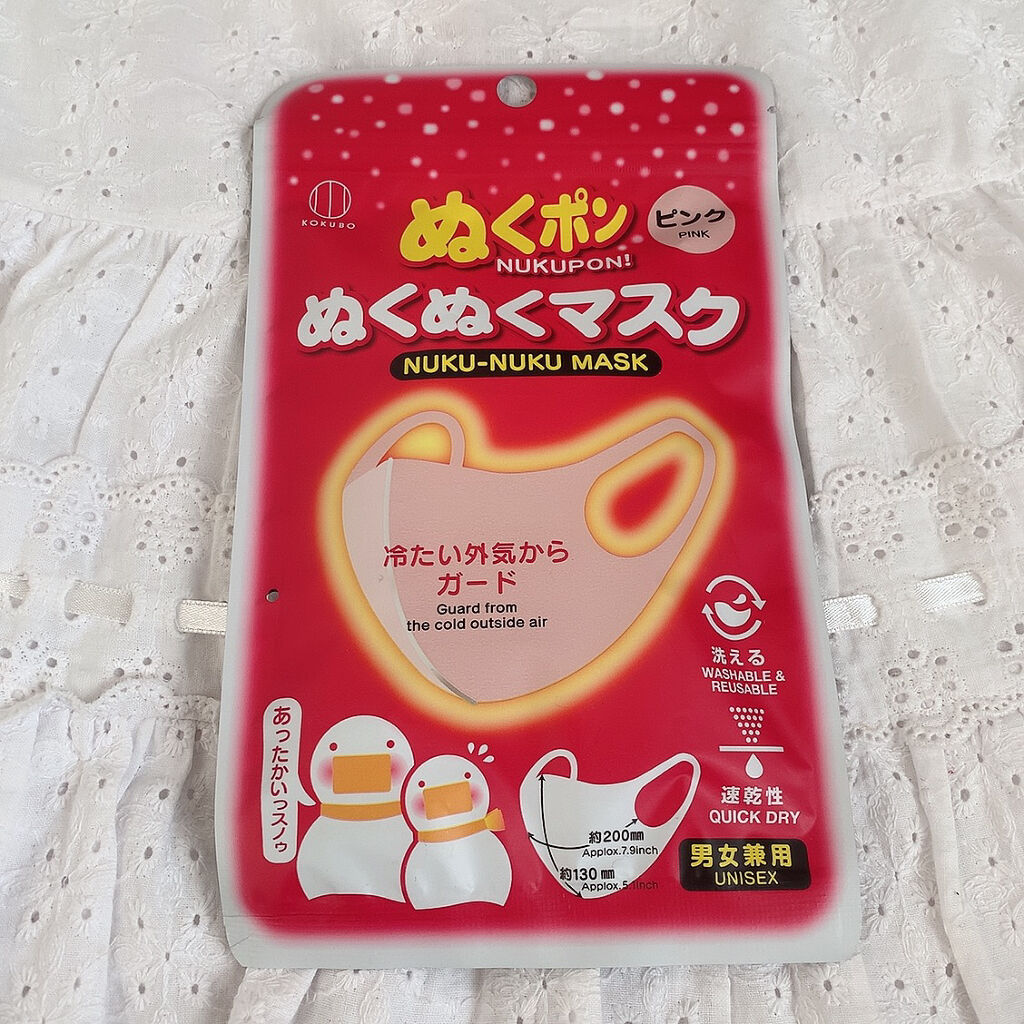 KOKUBO
ぬくポン
NUKUPON!
ピンク
PINK
ぬくぬくマスク
NUKU-NUKU MASK
冷たい外気から
ガード
Guard from
the cold outside air
洗える
WASHABLE &
REUSABLE
速乾性
QUICK DRY
あったかいっスノゥ
約200㎜
Applox.7.9inch
約130㎜
Applox.5.1inch
男女兼用
UNISEX